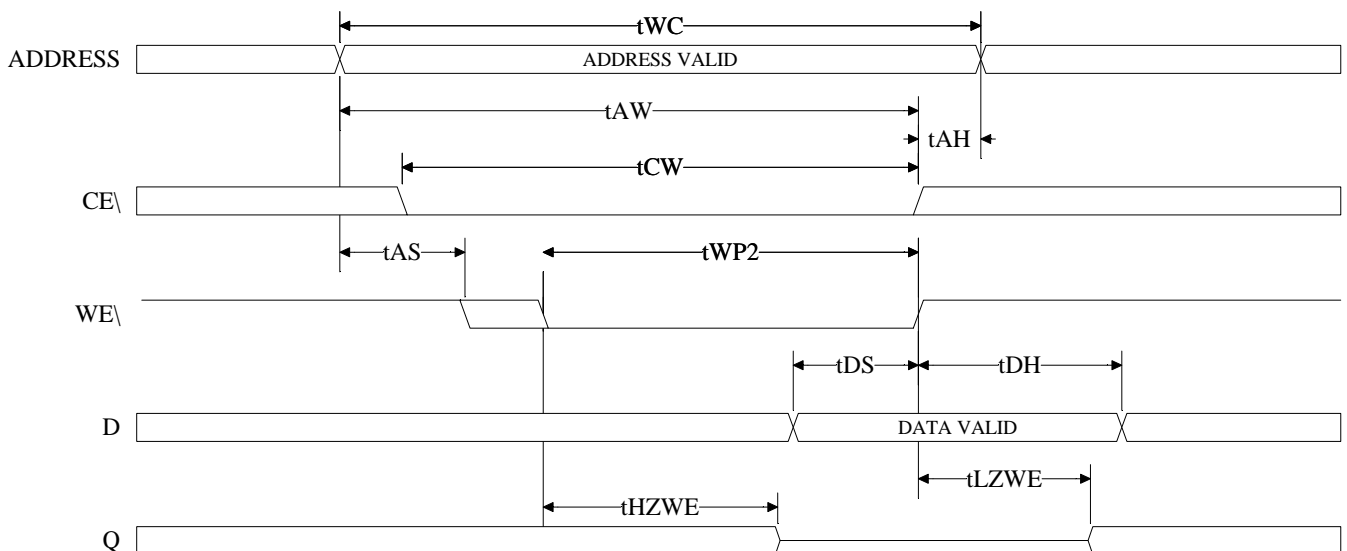 tWC
ADDRESS
ADDRESS VALID
tAW
tAH
tCW
CE\
tAS
tWP2
WE\
tDS
tDH
D
DATA VALID
tLZWE
tHZWE
Q